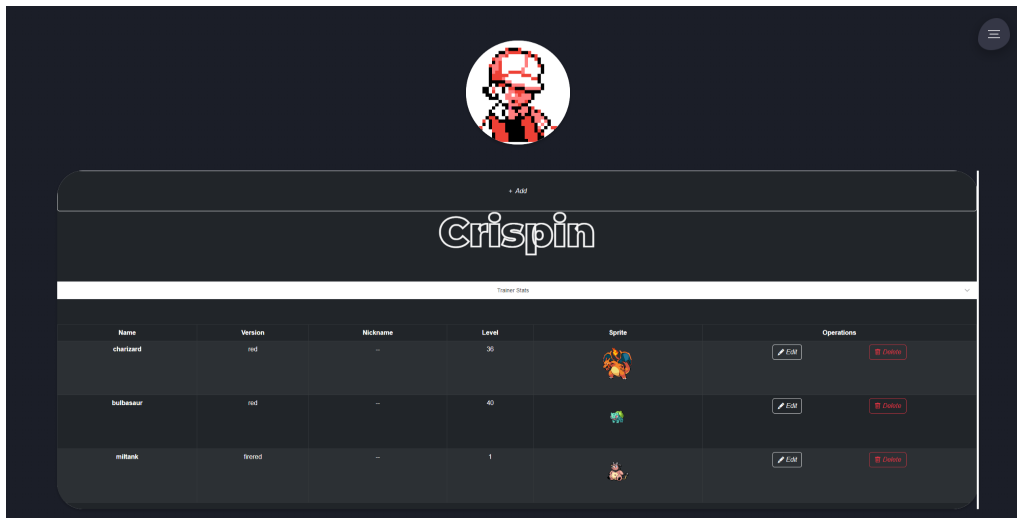 + Add
Crispin
Trainer Stats
Name Version Nickname Level Sprite Operations
charizard red -- 36 Edit Delete
bulbasaur red -- 40 Edit Delete
miltank firered -- 1 Edit Delete